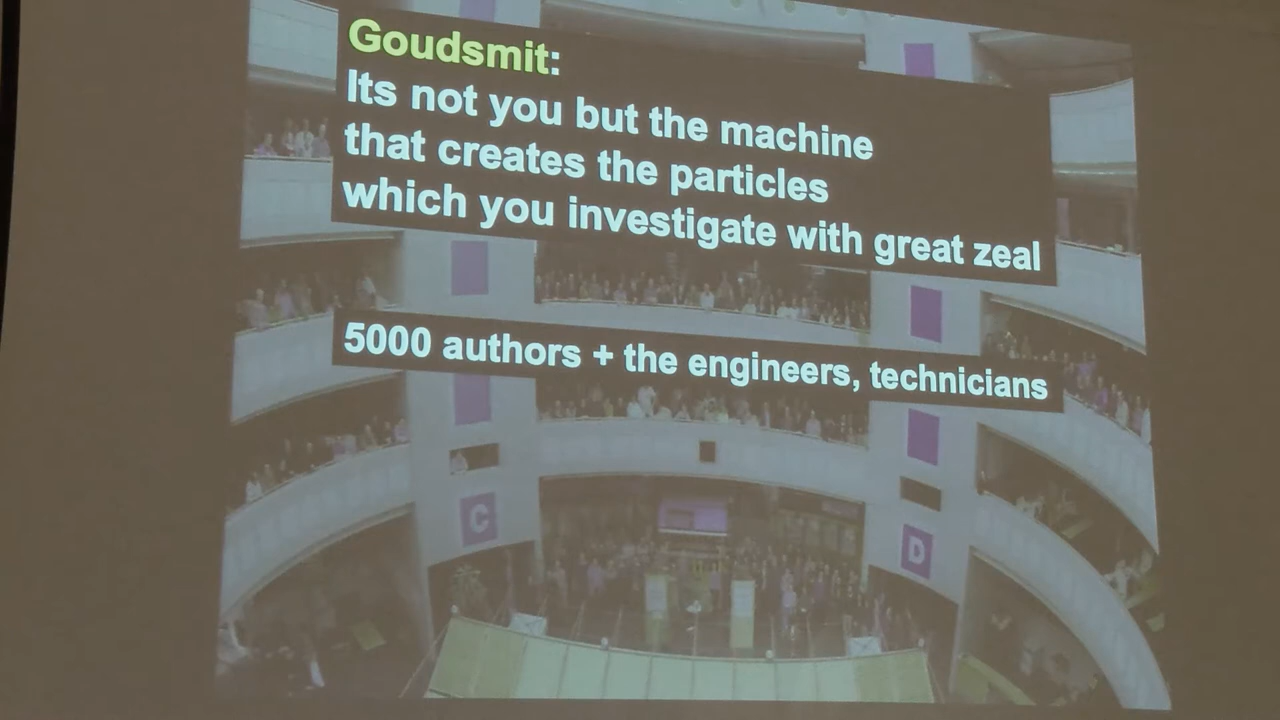 Goudsmit:
Its not you but the machine
that creates the particles
which you investigate with great zeal
5000 authors + the engineers, technicians
C
D